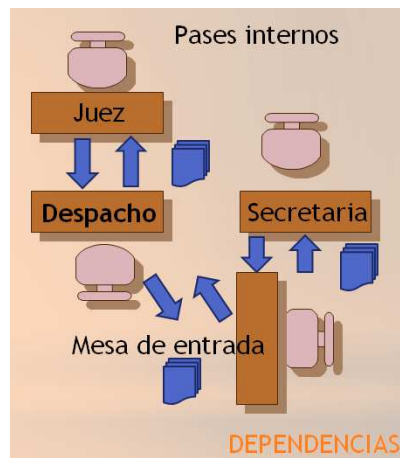 Pases internos
Juez
Despacho
Secretaria
Mesa de entrada
DEPENDENCIAS